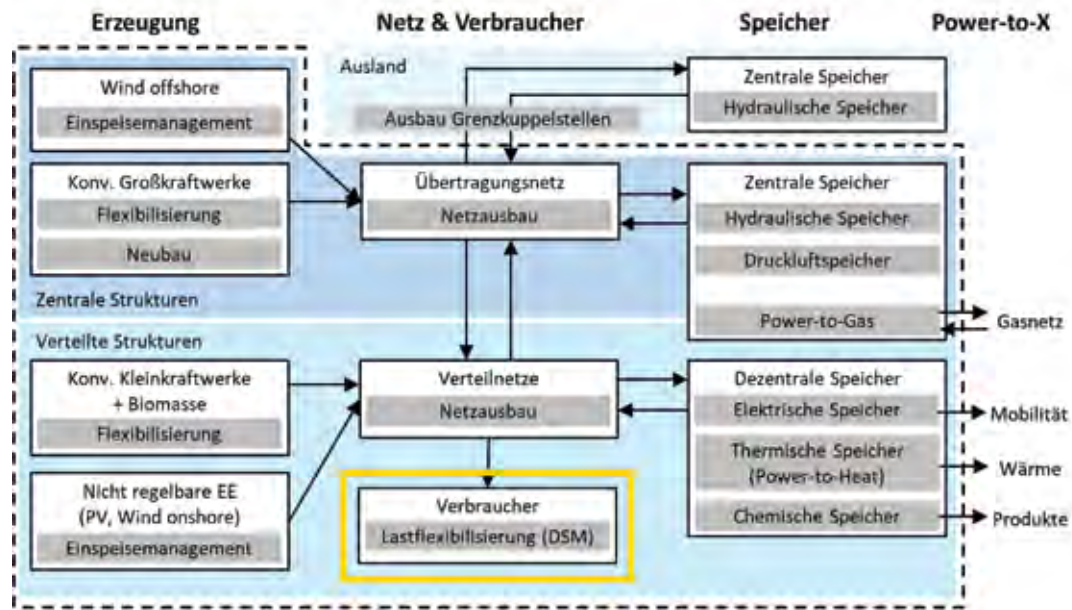 Erzeugung
Netz & Verbraucher
Speicher
Power-to-X
Wind offshore
Einspeisemanagement
Konv. Großkraftwerke
Flexibilisierung
Neubau
Zentrale Strukturen
Ausland
Ausbau Grenzkuppelstellen
Übertragungsnetz
Netzausbau
Zentrale Speicher
Hydraulische Speicher
Zentrale Speicher
Hydraulische Speicher
Druckluftspeicher
Power-to-Gas
Gasnetz
Verteilte Strukturen
Konv. Kleinkraftwerke
+ Biomasse
Flexibilisierung
Nicht regelbare EE
(PV, Wind onshore)
Einspeisemanagement
Verteilnetze
Netzausbau
Verbraucher
Lastflexibilisierung (DSM)
Dezentrale Speicher
Elektrische Speicher
Thermische Speicher
(Power-to-Heat)
Chemische Speicher
Mobilität
Wärme
Produkte